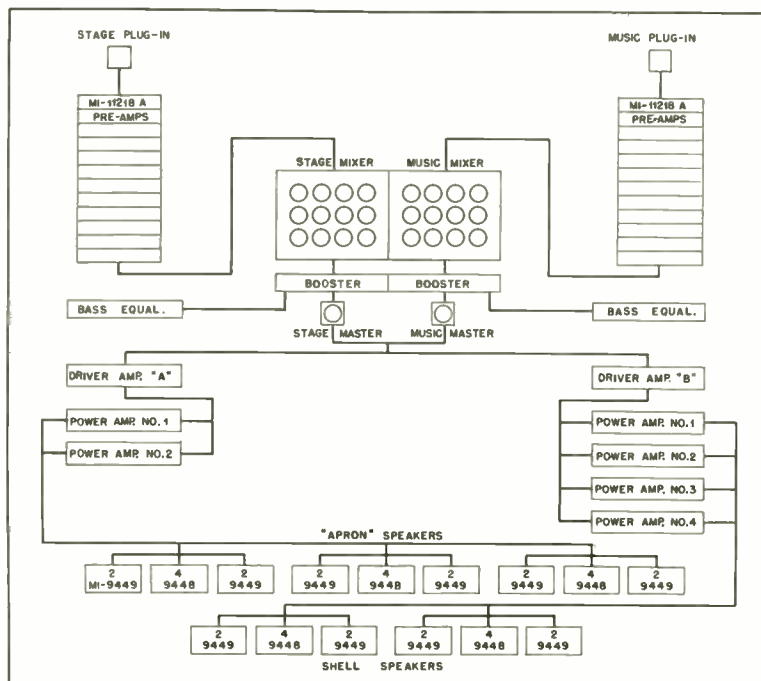 STAGE PLUG-IN
MUSIC PLUG-IN
MI-11218 A
PRE-AMPS
MI-11218 A
PRE-AMPS
STAGE MIXER
MUSIC MIXER
BOOSTER
BOOSTER
BASS EQUAL.
BASS EQUAL.
STAGE MASTER
MUSIC MASTER
DRIVER AMP. "A"
DRIVER AMP. "B"
POWER AMP. NO.1
POWER AMP. NO.2
POWER AMP. NO.1
POWER AMP. NO.2
POWER AMP. NO.3
POWER AMP. NO.4
"APRON" SPEAKERS
2
MI-9449
4
9448
2
9449
2
9449
4
9448
2
9449
2
9449
4
9448
2
9449
2
9449
4
9448
2
9449
2
9449
4
9448
2
9449
SHELL SPEAKERS